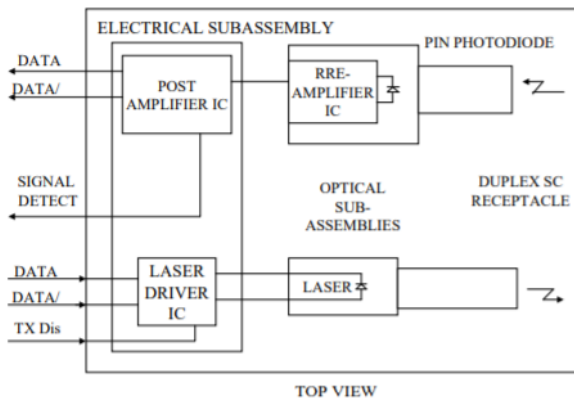 ELECTRICAL SUBASSEMBLY
DATA
DATA/
POST
AMPLIFIER IC
RRE-
AMPLIFIER
IC
PIN PHOTODIODE
SIGNAL
DETECT
OPTICAL
SUB-
ASSEMBLIES
DUPLEX SC
RECEPTACLE
DATA
DATA/
TX Dis
LASER
DRIVER
IC
LASER
TOP VIEW